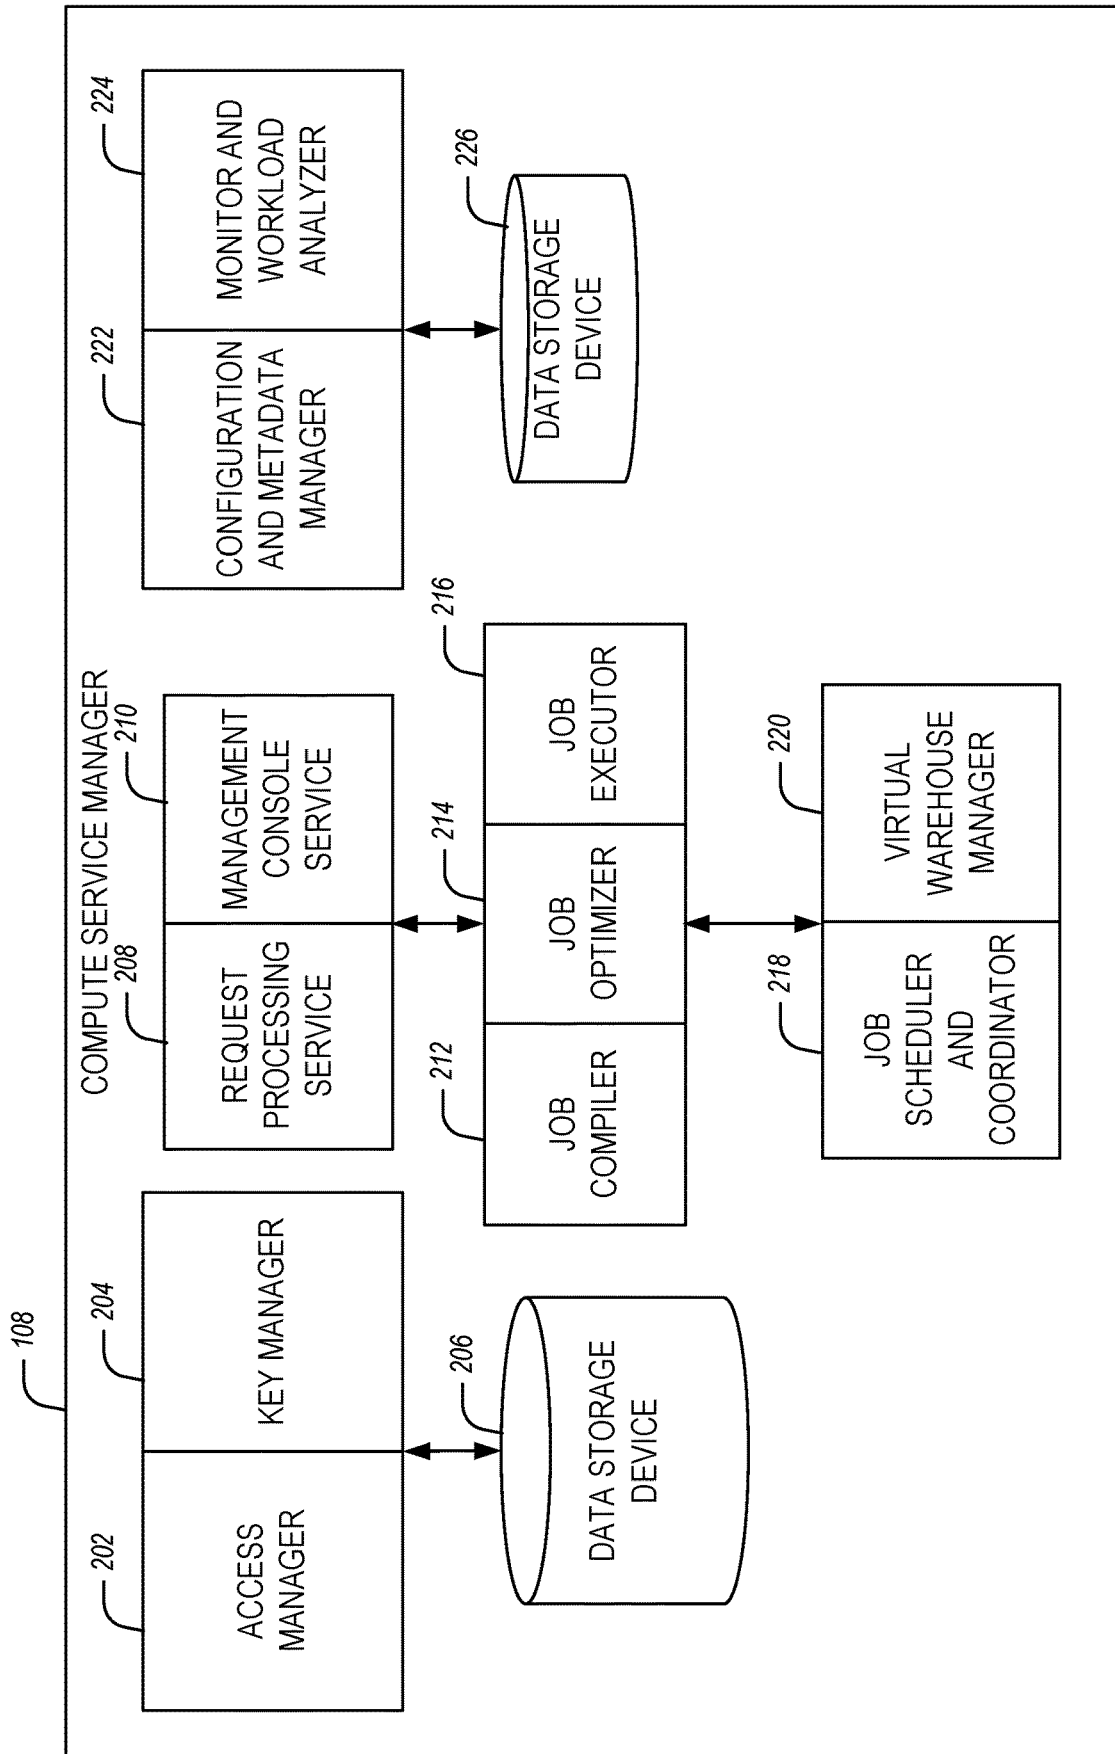 108
COMPUTE SERVICE MANAGER
202
ACCESS
MANAGER
204
KEY MANAGER
206
DATA STORAGE
DEVICE
208
REQUEST
PROCESSING
SERVICE
210
MANAGEMENT
CONSOLE
SERVICE
212
JOB
COMPILER
214
JOB
OPTIMIZER
216
JOB
EXECUTOR
218
JOB
SCHEDULER
AND
COORDINATOR
220
VIRTUAL
WAREHOUSE
MANAGER
222
CONFIGURATION
AND METADATA
MANAGER
224
MONITOR AND
WORKLOAD
ANALYZER
226
DATA STORAGE
DEVICE